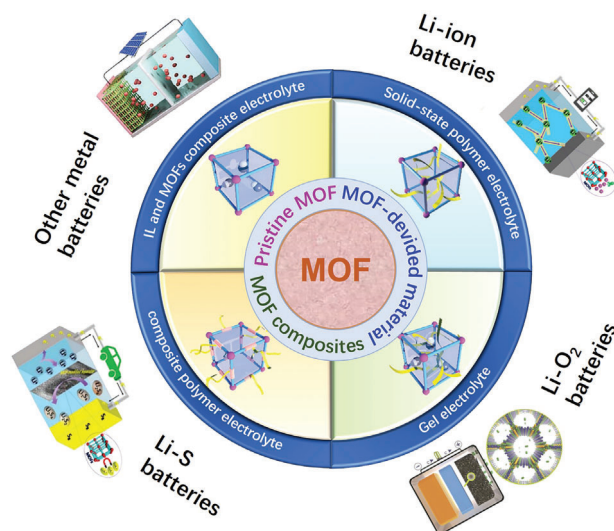 Li-ion
batteries
Other metal
batteries
IL and MOFs composite electrolyte
Solid-state polymer electrolyte
Pristine MOF
MOF-devided material
MOF composites
MOF
composite polymer electrolyte
Gel electrolyte
Li-S
batteries
Li-O₂
batteries